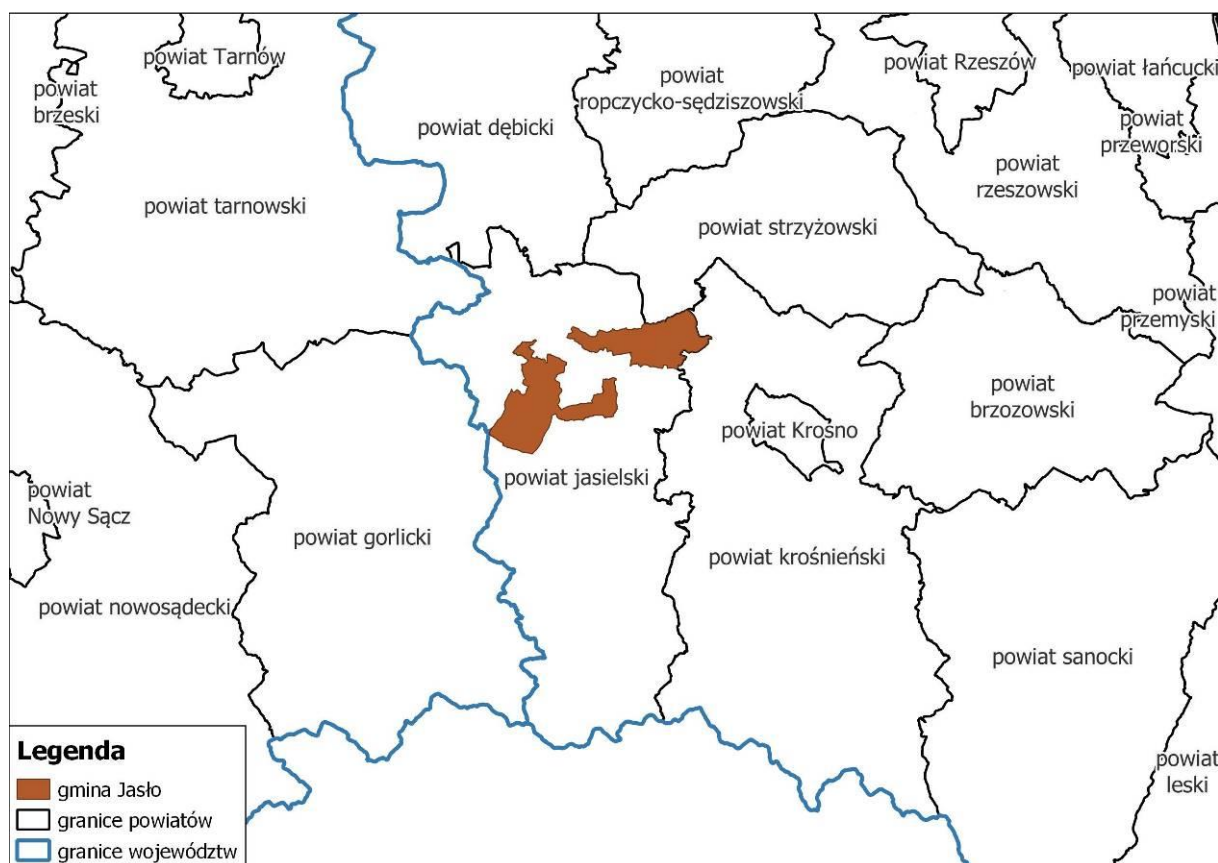 powiat Tarnów
powiat
brzeski
powiat
ropczycko-sędziszowski
powiat Rzeszów
powiat łańcucki
powiat
przeworski
powiat dębicki
powiat
rzeszowski
powiat tarnowski
powiat strzyżowski
powiat
przemyski
powiat
brzozowski
powiat Krosno
powiat jasielski
powiat
Nowy Sącz
powiat gorlicki
powiat krośnieński
powiat nowosądecki
powiat sanocki
powiat
leski
Legenda
gmina Jasło
granice powiatów
granice województw